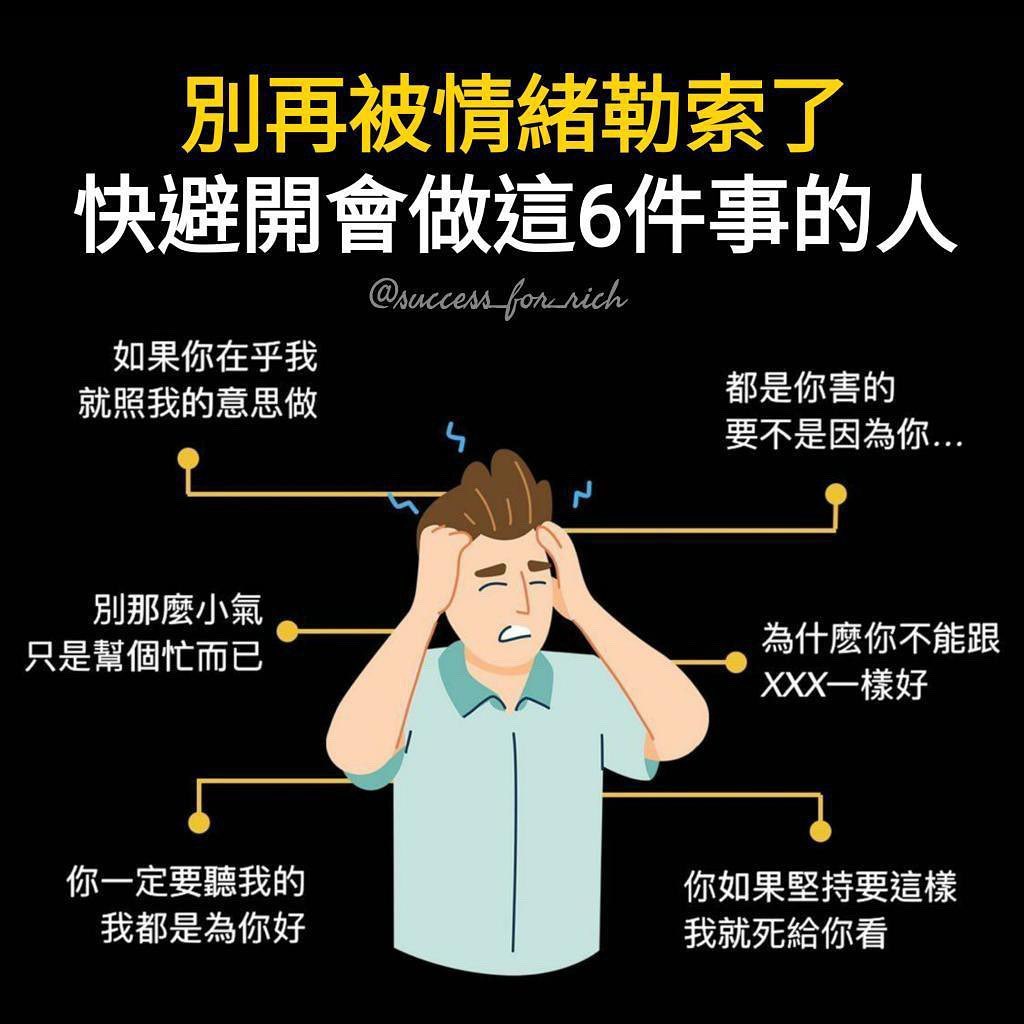 別再被情緒勒索了
快避開會做這6件事的人
@success_for_rich
如果你在乎我
就照我的意思做
都是你害的
要不是因為你...
別那麼小氣
只是幫個忙而已
為什麽你不能跟
XXX一樣好
你一定要聽我的
我都是為你好
你如果堅持要這樣
我就死給你看